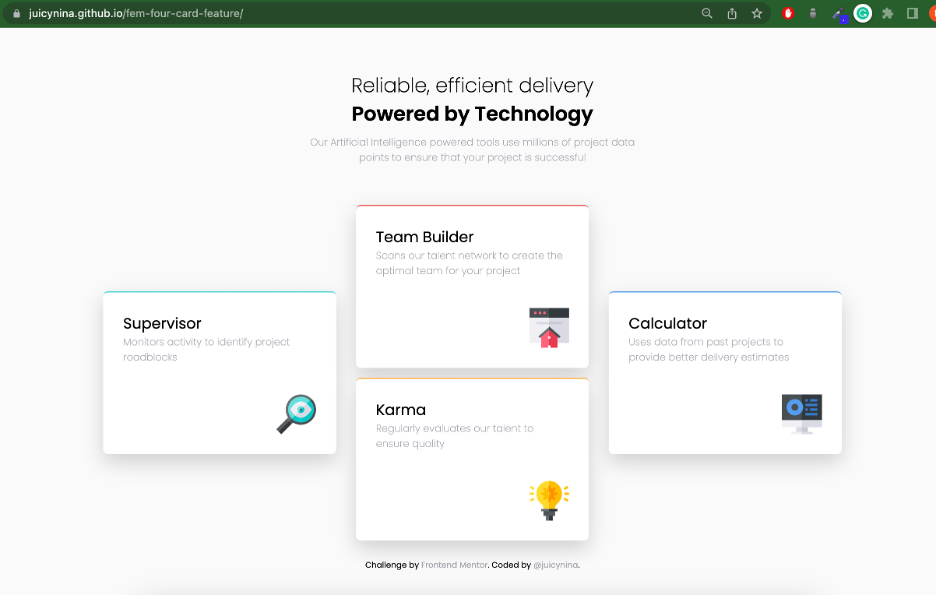 juicynina.github.io/fem-four-card-feature/
Reliable, efficient delivery
Powered by Technology
Our Artificial Intelligence powered tools use millions of project data
points to ensure that your project is successful
Team Builder
Scans our talent network to create the
optimal team for your project
Supervisor
Monitors activity to identify project
roadblocks
Calculator
Uses data from past projects to
provide better delivery estimates
Karma
Regularly evaluates our talent to
ensure quality
Challenge by Frontend Mentor. Coded by @juicynina.